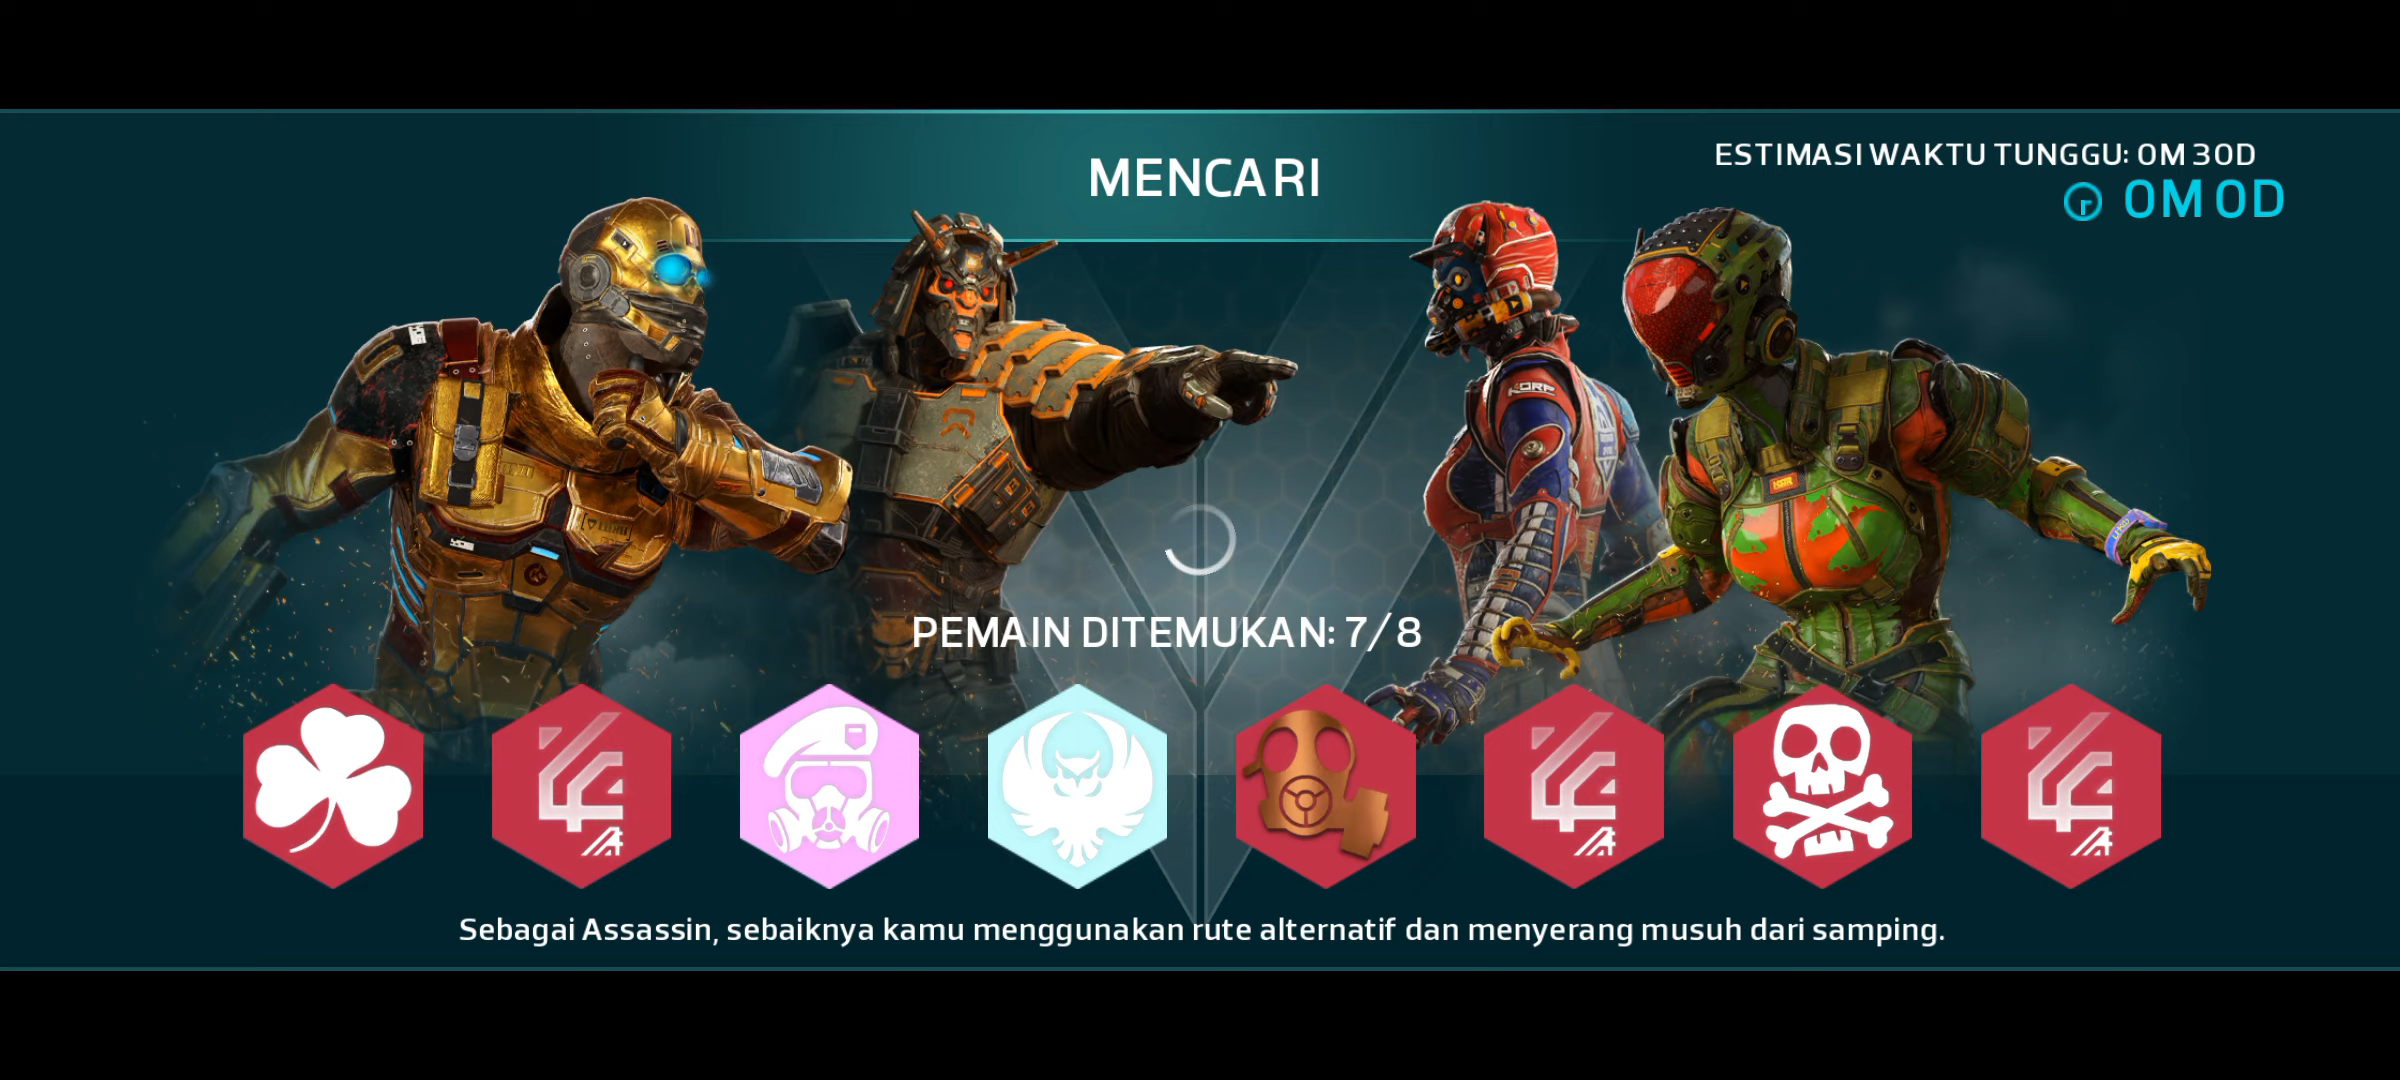 MENCARI
ESTIMASI WAKTU TUNGGU: 0M 30D
0M 0D
KORP
PEMAIN DITEMUKAN: 7/8
Sebagai Assassin, sebaiknya kamu menggunakan rute alternatif dan menyerang musuh dari samping.